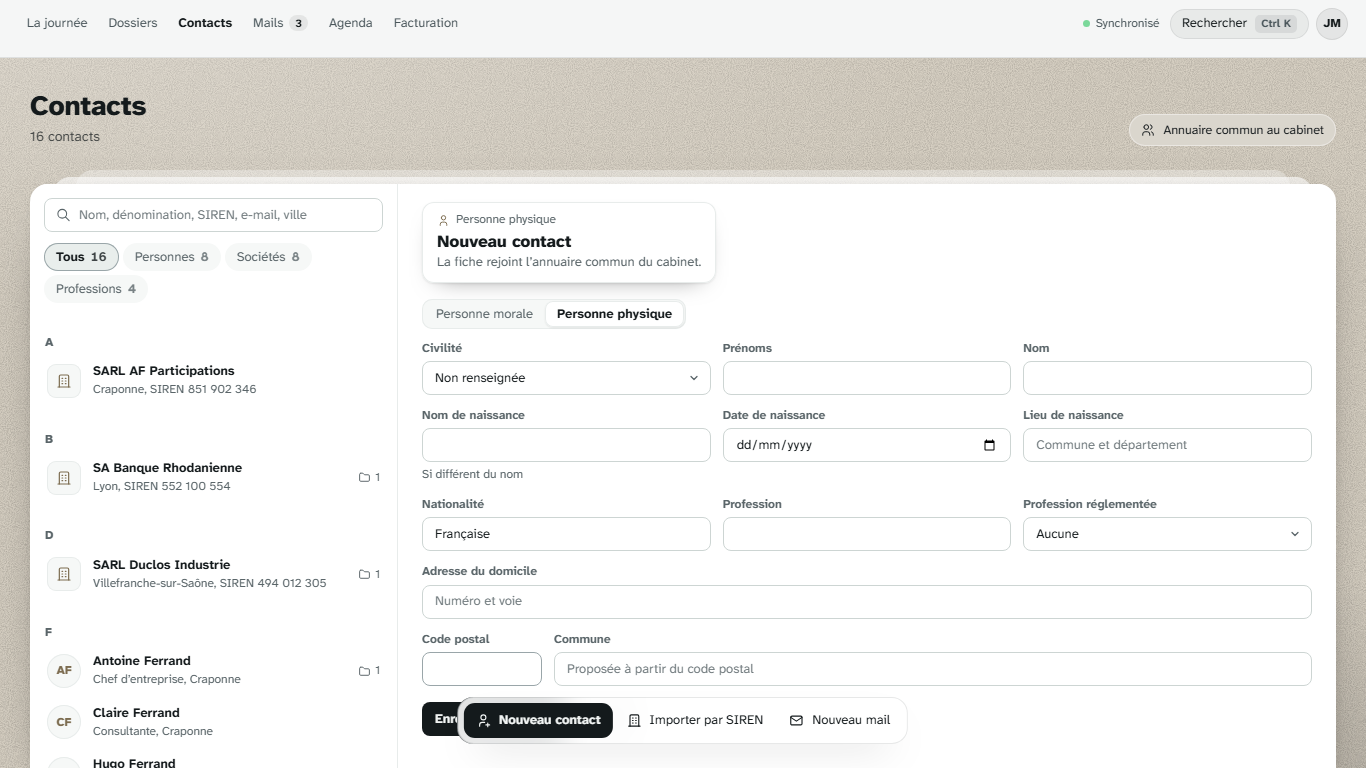 La journée Dossiers Contacts Mails 3 Agenda Facturation Synchronisé Rechercher Ctrl K JM
Contacts
16 contacts
Annuaire commun au cabinet
Nom, dénomination, SIREN, e-mail, ville
Tous 16 Personnes 8 Sociétés 8
Professions 4
A
SARL AF Participations
Craponne, SIREN 851 902 346
B
SA Banque Rhodanienne
Lyon, SIREN 552 100 554
1
D
SARL Duclos Industrie
Villefranche-sur-Saône, SIREN 494 012 305
1
F
AF
Antoine Ferrand
Chef d'entreprise, Craponne
1
CF
Claire Ferrand
Consultante, Craponne
Hugo Ferrand
Personne physique
Nouveau contact
La fiche rejoint l'annuaire commun du cabinet.
Personne morale Personne physique
Civilité Prénoms Nom
Non renseignée
Nom de naissance Date de naissance Lieu de naissance
dd/mm/yyyy Commune et département
Si différent du nom
Nationalité Profession Profession réglementée
Française Aucune
Adresse du domicile
Numéro et voie
Code postal Commune
Proposée à partir du code postal
Nouveau contact Importer par SIREN Nouveau mail